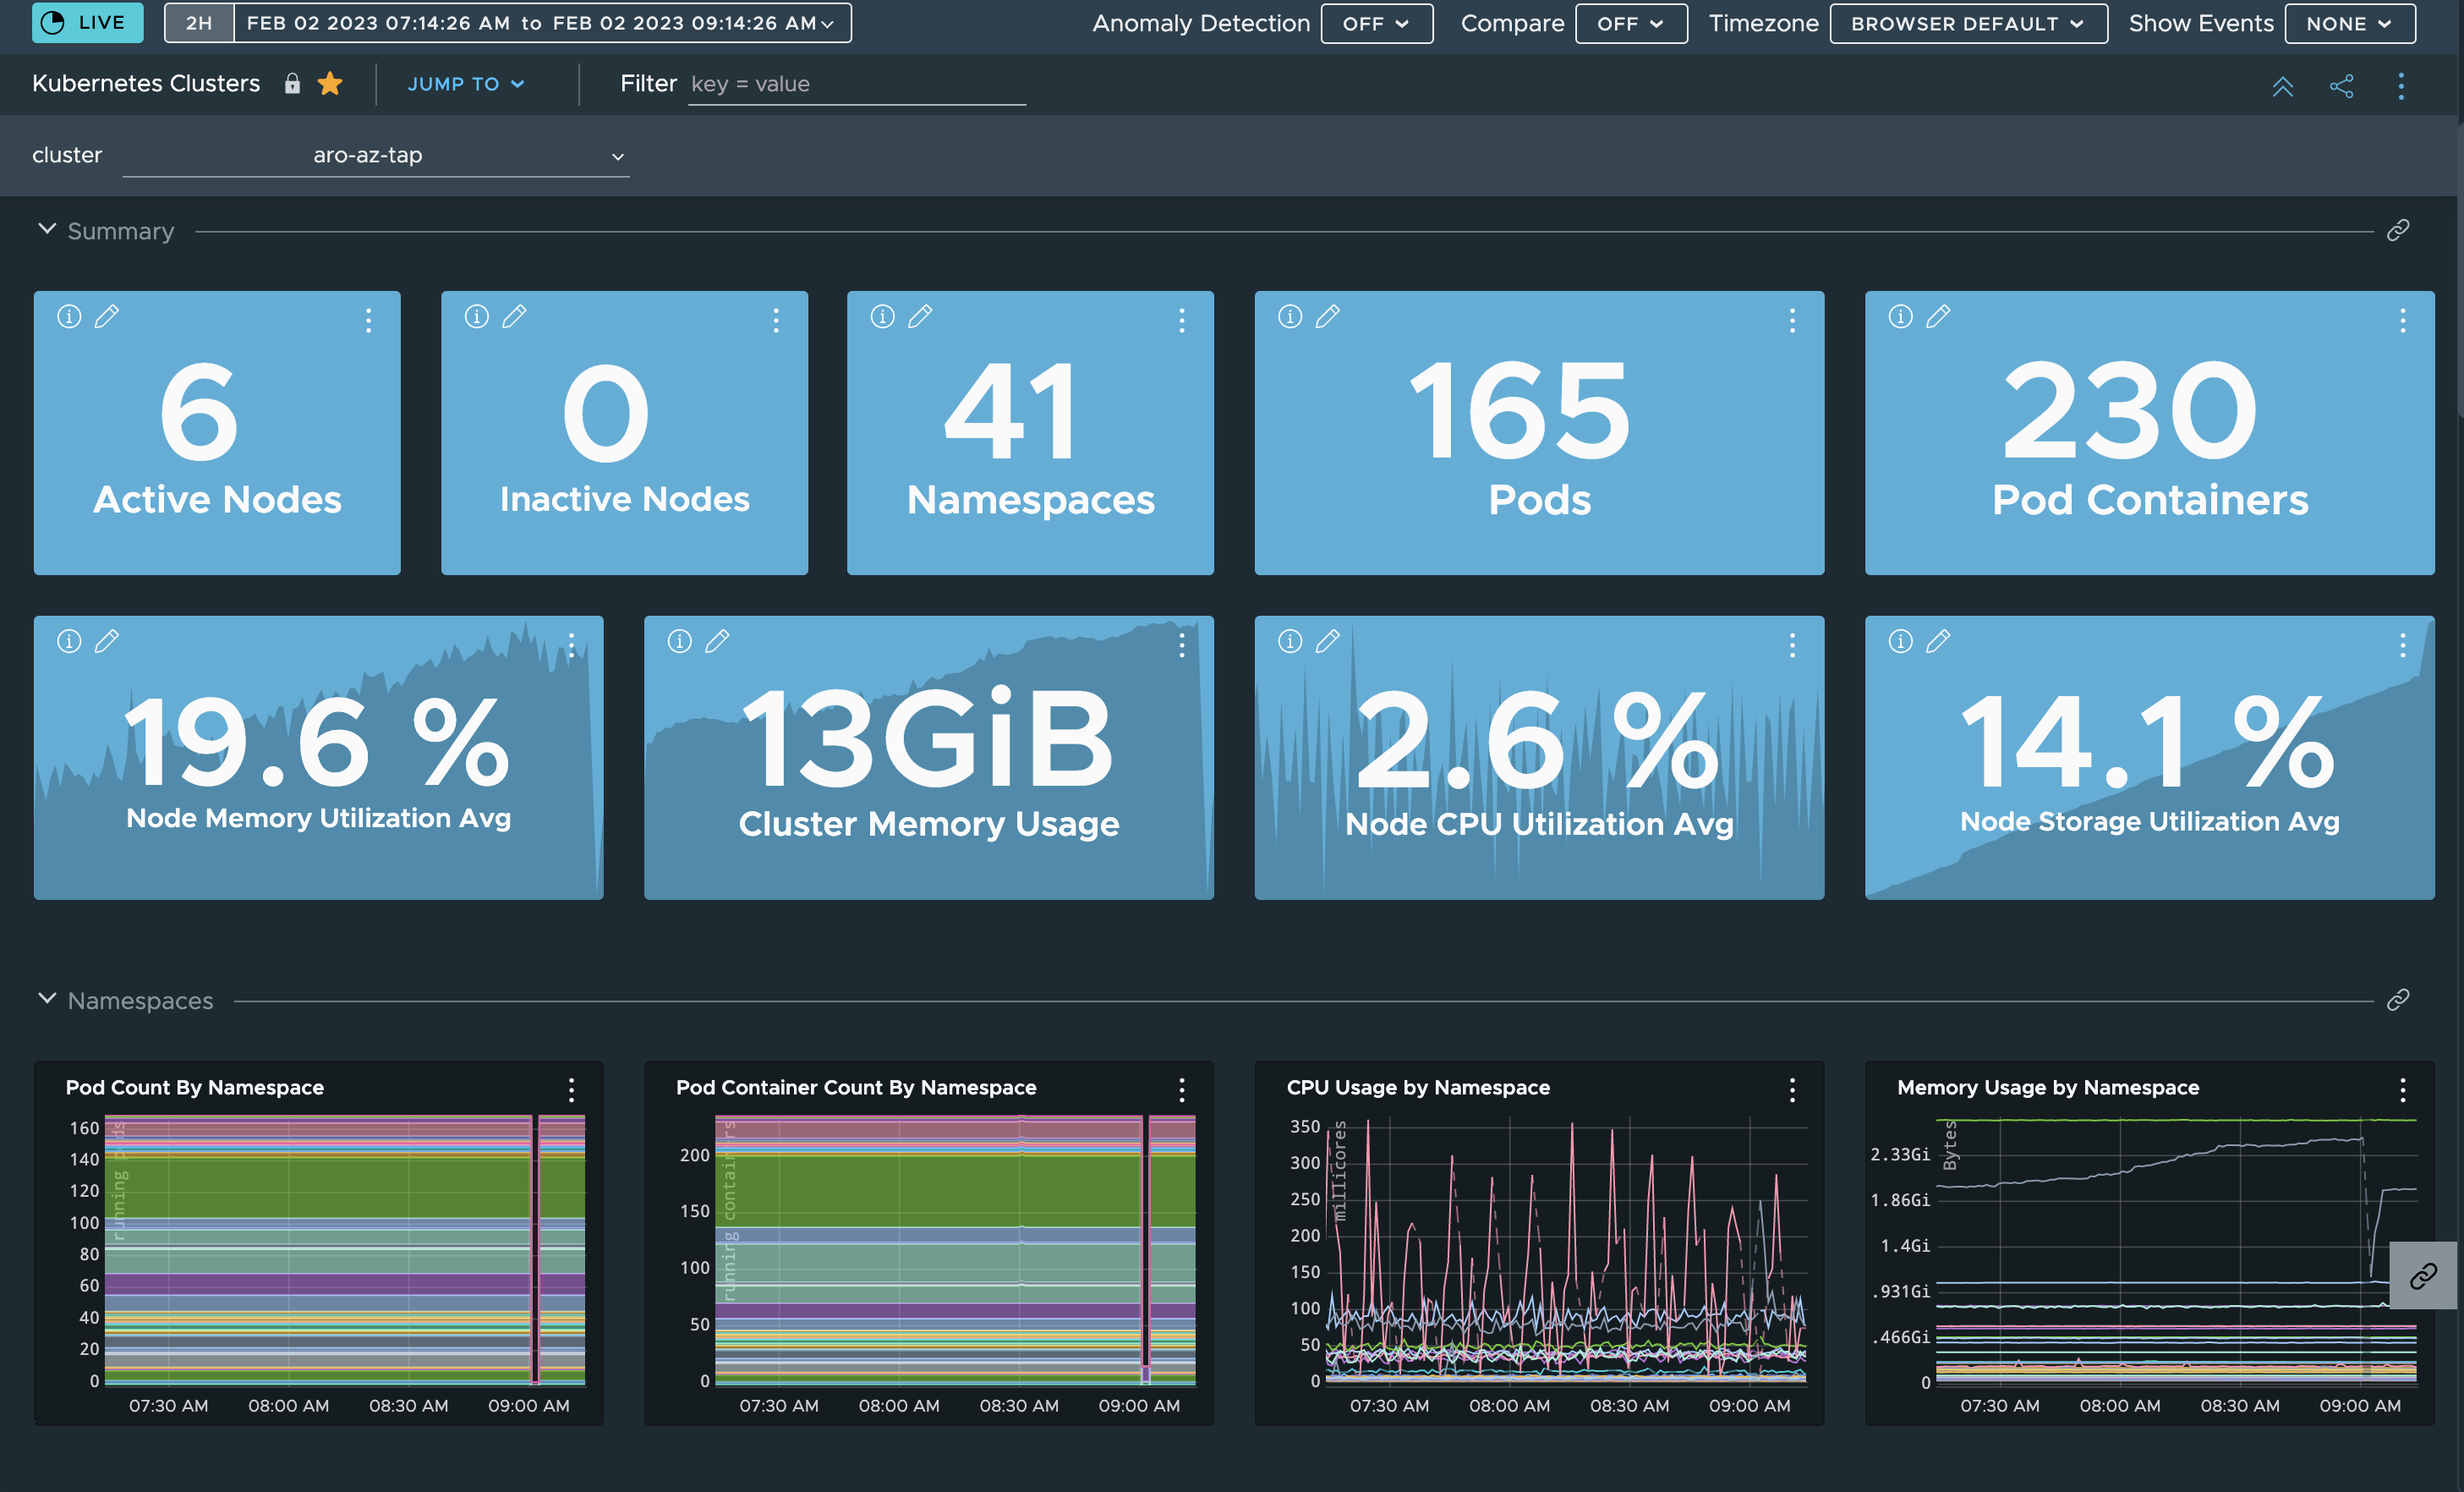 LIVE
2H FEB 02 2023 07:14:26 AM to FEB 02 2023 09:14:26 AM
Anomaly Detection OFF Compare OFF Timezone BROWSER DEFAULT Show Events NONE
Kubernetes Clusters JUMP TO Filter key = value
cluster aro-az-tap
Summary
6
Active Nodes
0
Inactive Nodes
41
Namespaces
165
Pods
230
Pod Containers
19.6 %
Node Memory Utilization Avg
13GiB
Cluster Memory Usage
2.6 %
Node CPU Utilization Avg
14.1 %
Node Storage Utilization Avg
Namespaces
Pod Count By Namespace
running pods
160
140
120
100
80
60
40
20
0
07:30 AM 08:00 AM 08:30 AM 09:00 AM
Pod Container Count By Namespace
running containers
200
150
100
50
0
07:30 AM 08:00 AM 08:30 AM 09:00 AM
CPU Usage by Namespace
millicores
350
300
250
200
150
100
50
0
07:30 AM 08:00 AM 08:30 AM 09:00 AM
Memory Usage by Namespace
Bytes
2.33Gi
1.86Gi
1.4Gi
.931Gi
.466Gi
0
07:30 AM 08:00 AM 08:30 AM 09:00 AM